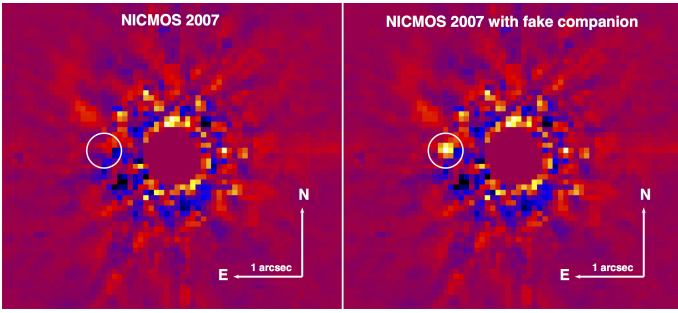 NICMOS 2007
N
E
1 arcsec
NICMOS 2007 with fake companion
N
E
1 arcsec